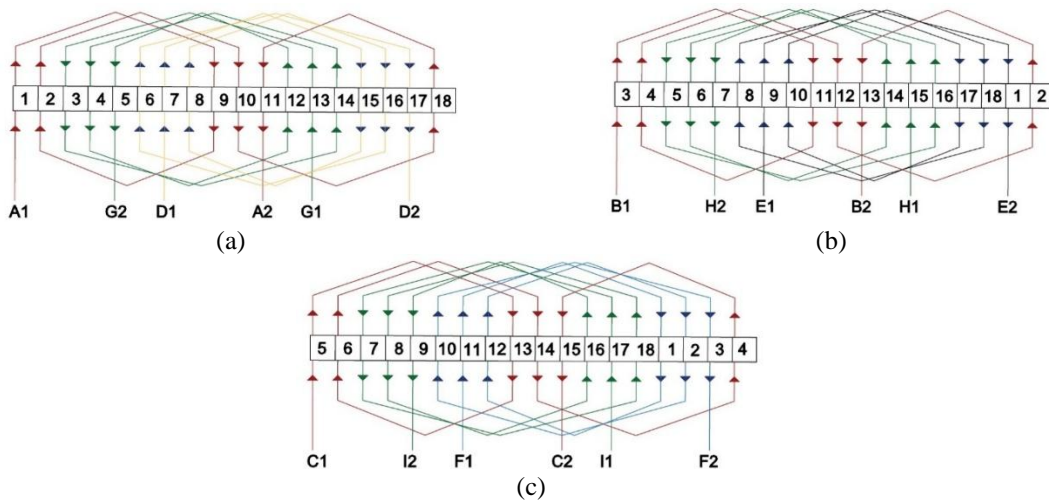 1 2 3 4 5 6 7 8 9 10 11 12 13 14 15 16 17 18
A1 G2 D1 A2 G1 D2
(a)
3 4 5 6 7 8 9 10 11 12 13 14 15 16 17 18 1 2
B1 H2 E1 B2 H1 E2
(b)
5 6 7 8 9 10 11 12 13 14 15 16 17 18 1 2 3 4
C1 I2 F1 C2 I1 F2
(c)